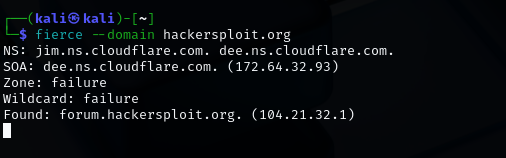 ┌──(kali㉿kali)-[~]
└─$ fierce --domain hackersploit.org
NS: jim.ns.cloudflare.com. dee.ns.cloudflare.com.
SOA: dee.ns.cloudflare.com. (172.64.32.93)
Zone: failure
Wildcard: failure
Found: forum.hackersploit.org. (104.21.32.1)